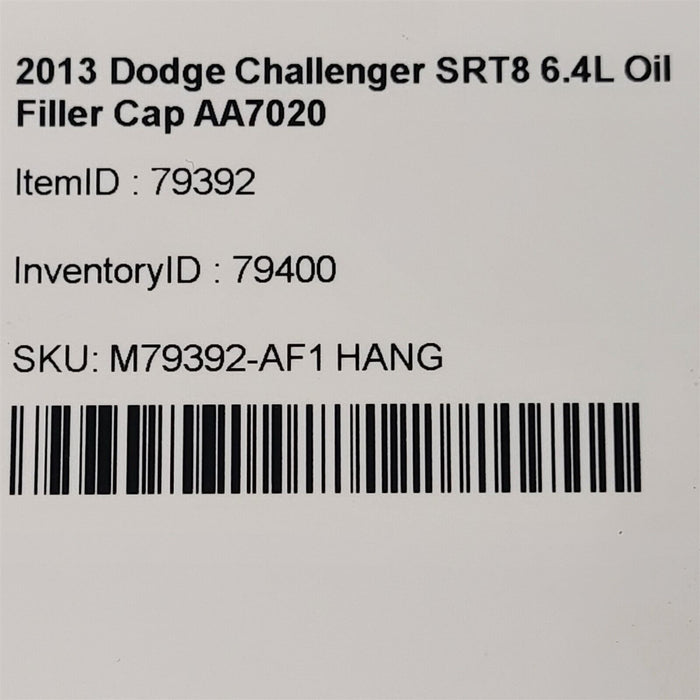 2013 Dodge Challenger SRT8 6.4L Oil
Filler Cap AA7020
ItemID : 79392
InventoryID : 79400
SKU: M79392-AF1 HANG